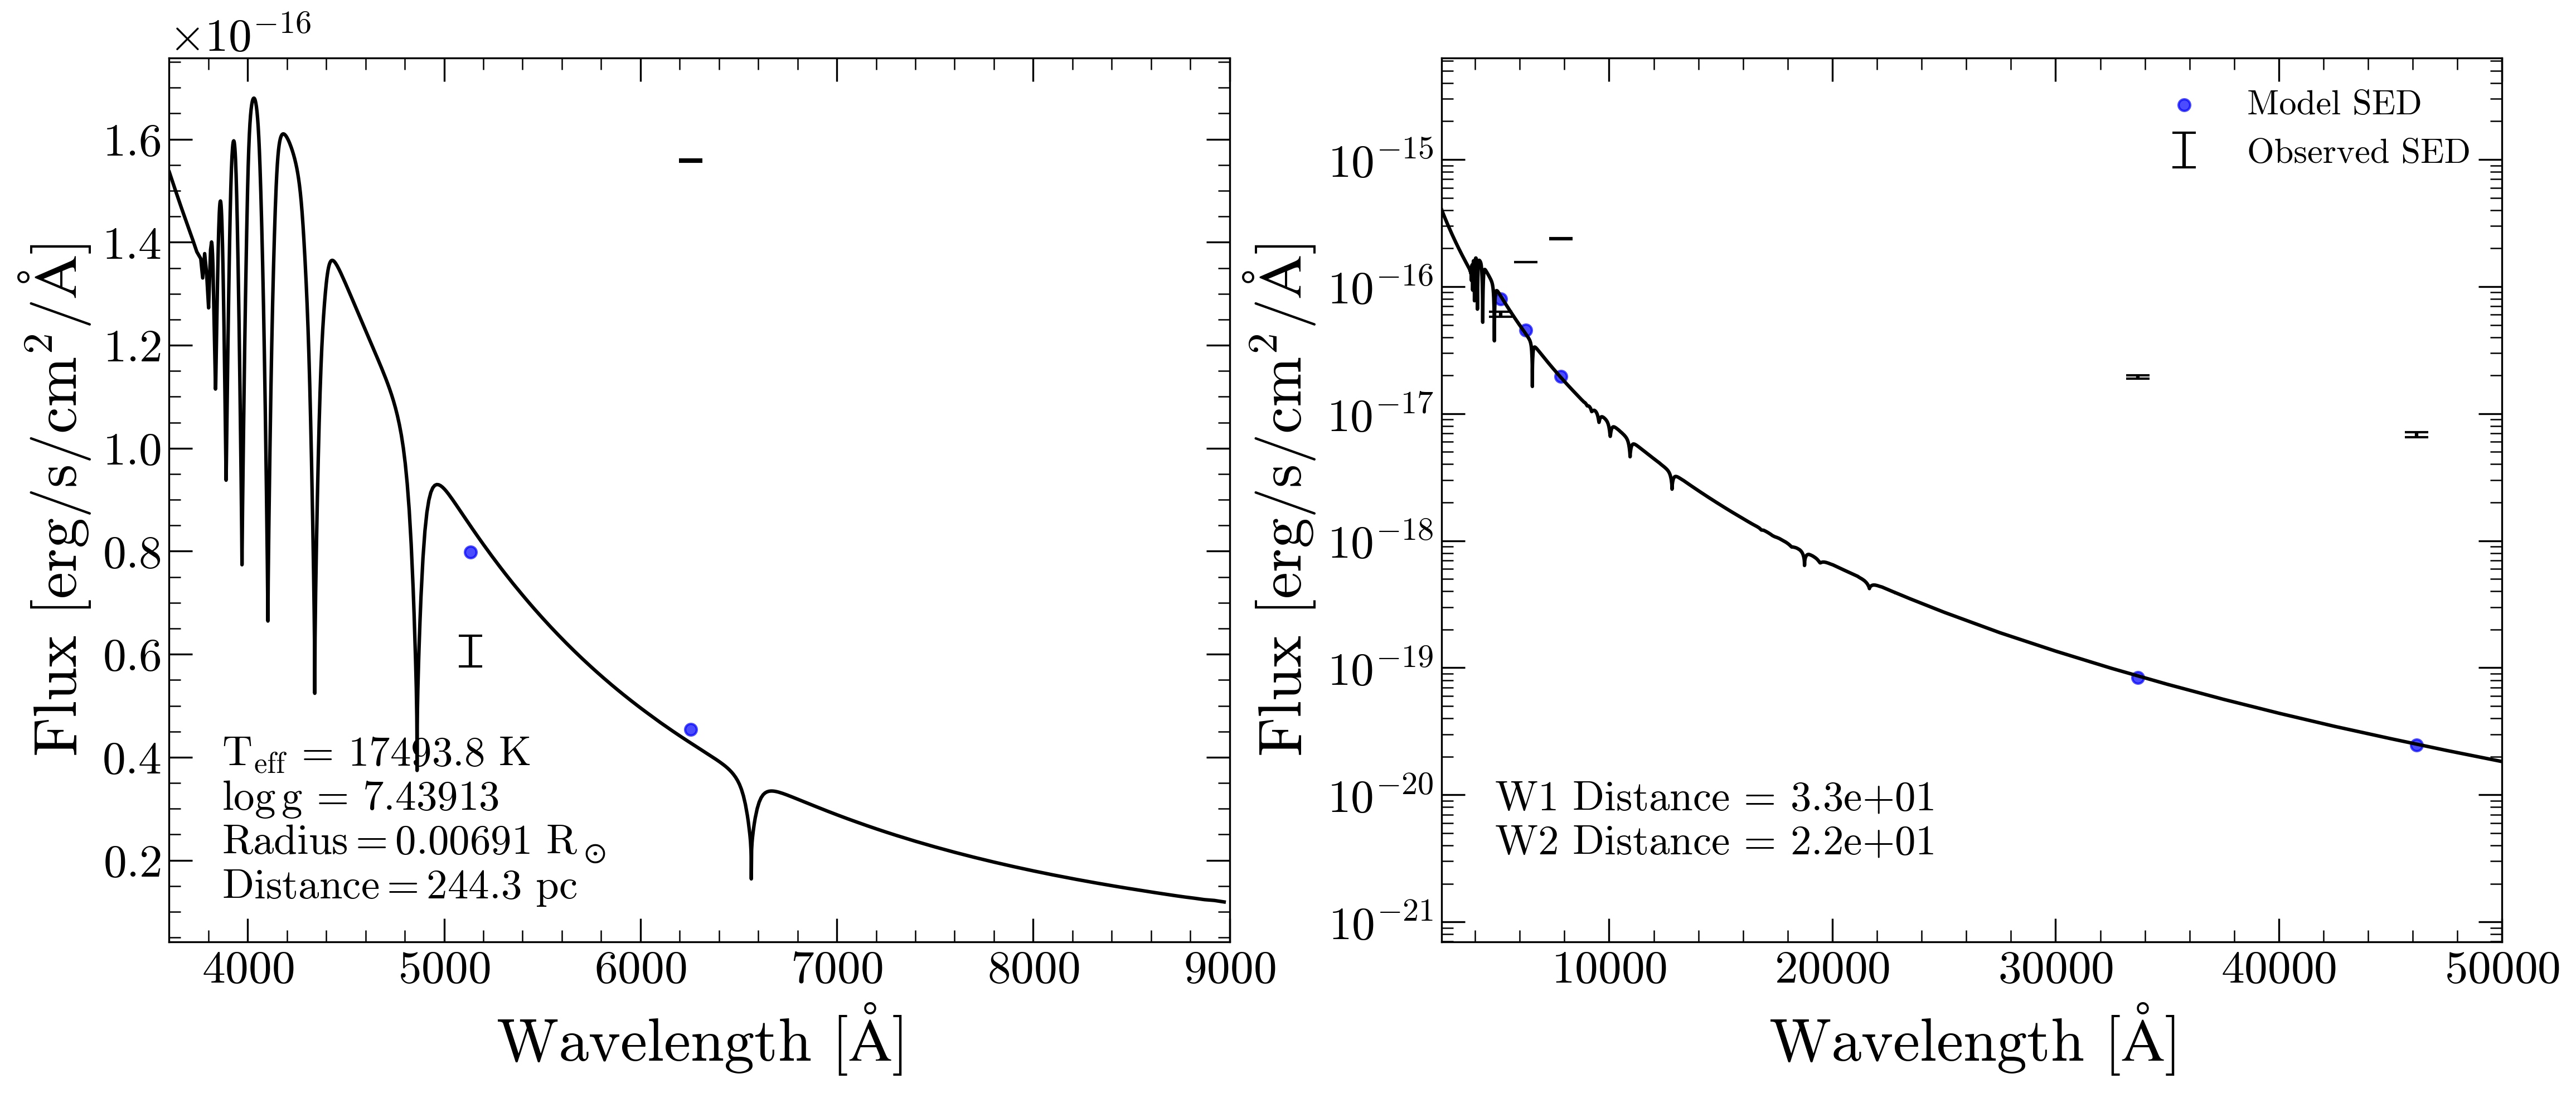 ×10⁻¹⁶
1.6
1.4
1.2
1.0
0.8
0.6
0.4
0.2
Flux [erg/s/cm²/Å]
T_eff = 17493.8 K
log g = 7.43913
Radius = 0.00691 R_⊙
Distance = 244.3 pc
4000 5000 6000 7000 8000 9000
Wavelength [Å]
10⁻¹⁵
10⁻¹⁶
10⁻¹⁷
10⁻¹⁸
10⁻¹⁹
10⁻²⁰
10⁻²¹
Flux [erg/s/cm²/Å]
Model SED
Observed SED
W1 Distance = 3.3e+01
W2 Distance = 2.2e+01
10000 20000 30000 40000 50000
Wavelength [Å]